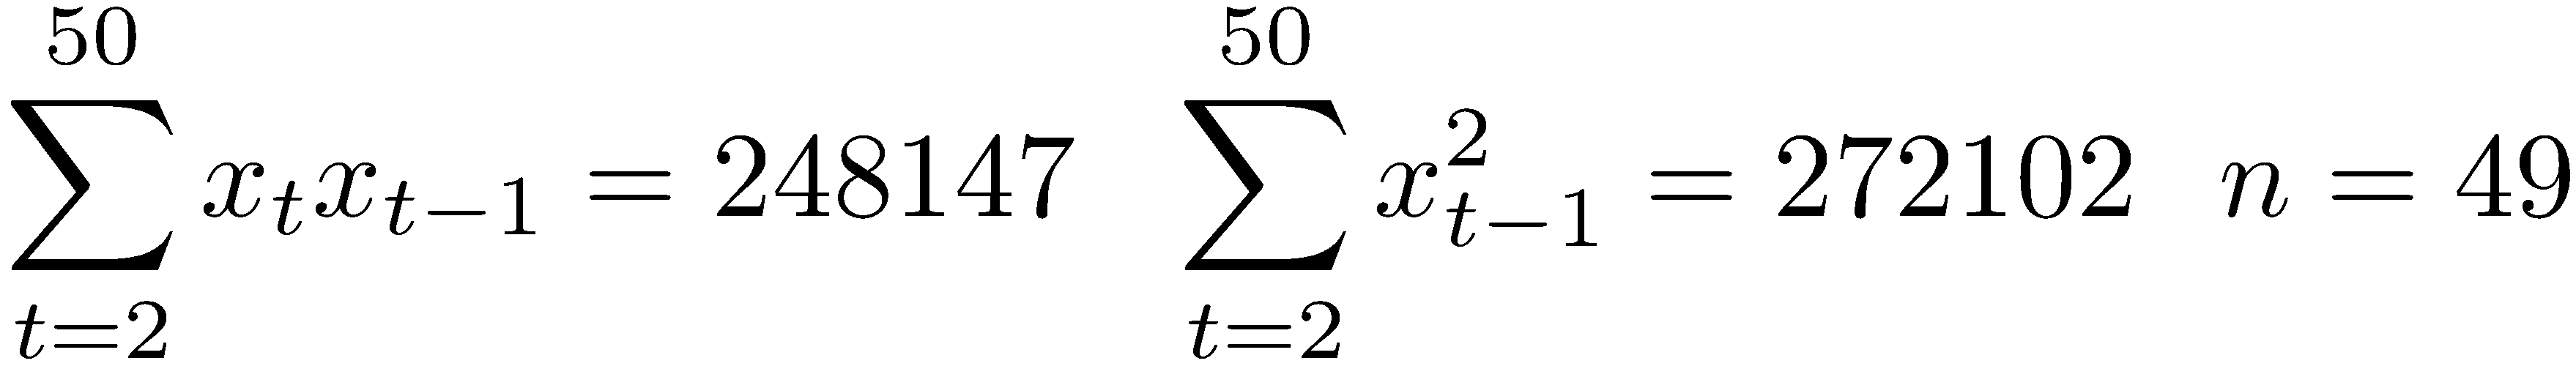 \sum_{t=2}^{50} x_t x_{t-1} = 248147 \quad \sum_{t=2}^{50} x_{t-1}^2 = 272102 \quad n = 49